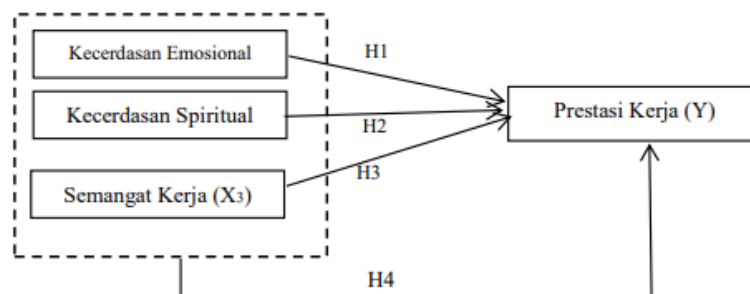 Kecerdasan Emosional
H1
Kecerdasan Spiritual
Prestasi Kerja (Y)
H2
H3
Semangat Kerja (X3)
H4